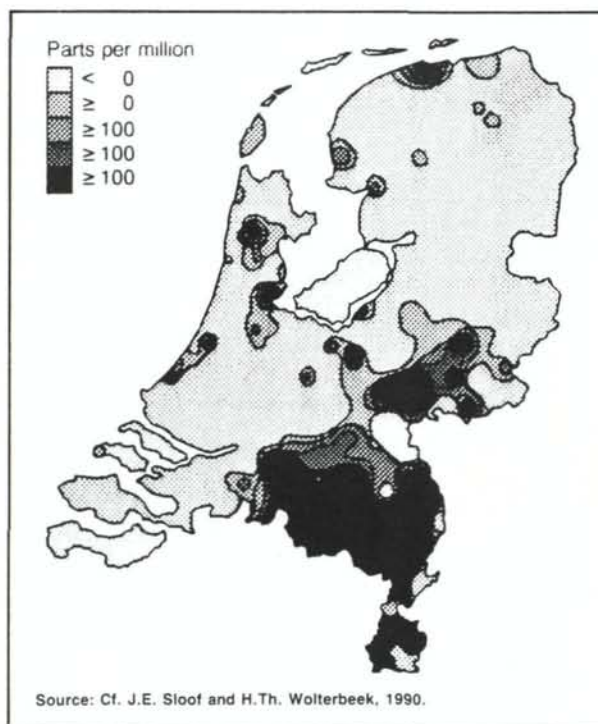 Parts per million
< 0
≥ 0
≥ 100
≥ 100
≥ 100
Source: Cf. J.E. Sloof and H.Th. Wolterbeek, 1990.